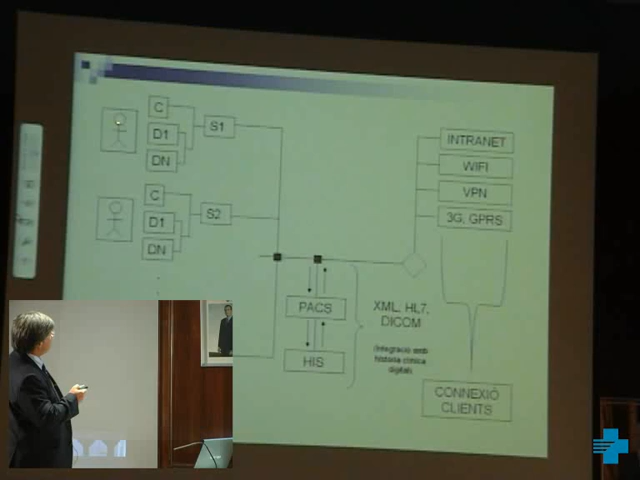 C
D1
DN
S1
C
D1
DN
S2
INTRANET
WIFI
VPN
3G, GPRS
PACS
HIS
XML, HL7,
DICOM
(Integració amb
història clínica
digital)
CONNEXIÓ
CLIENTS